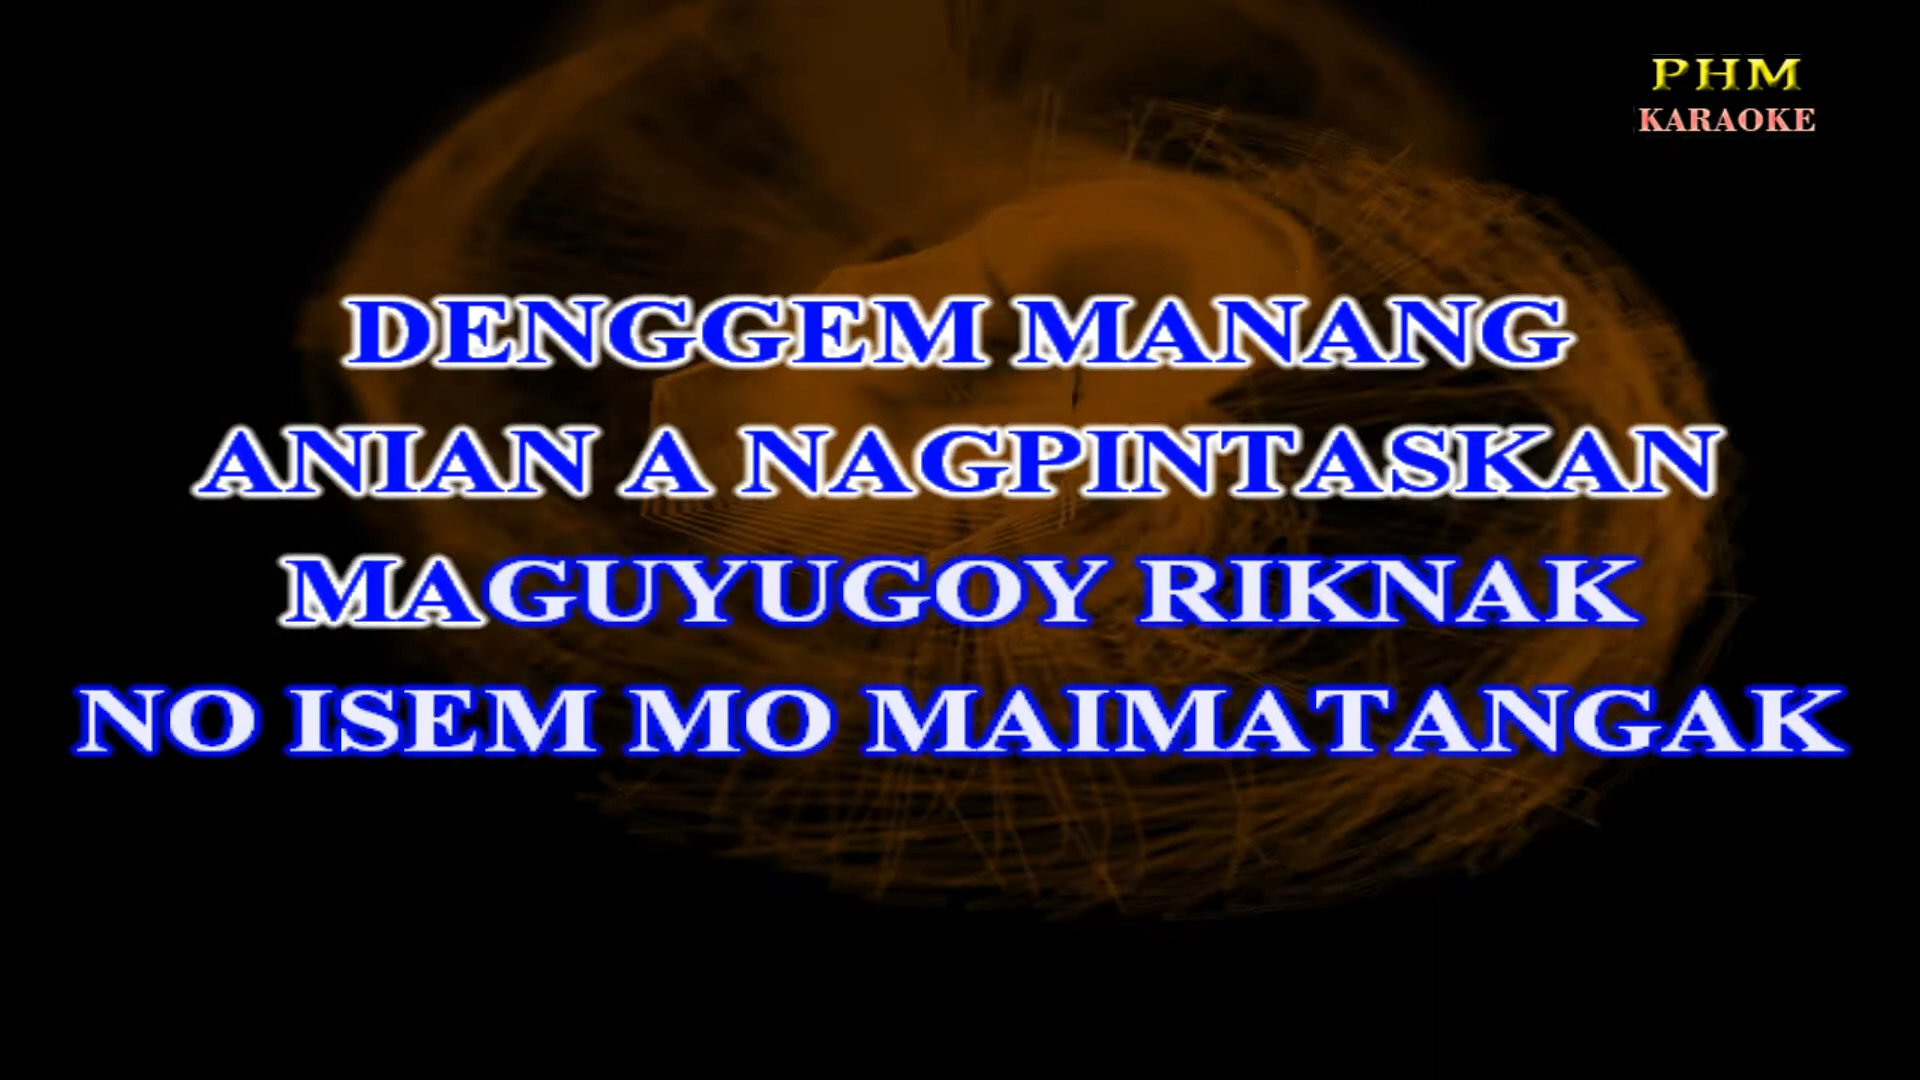 PHM
KARAOKE
DENGGEM MANANG
ANIAN A NAGPINTASKAN
MAGUYUGOY RIKNAK
NO ISEM MO MAIMATANGAK